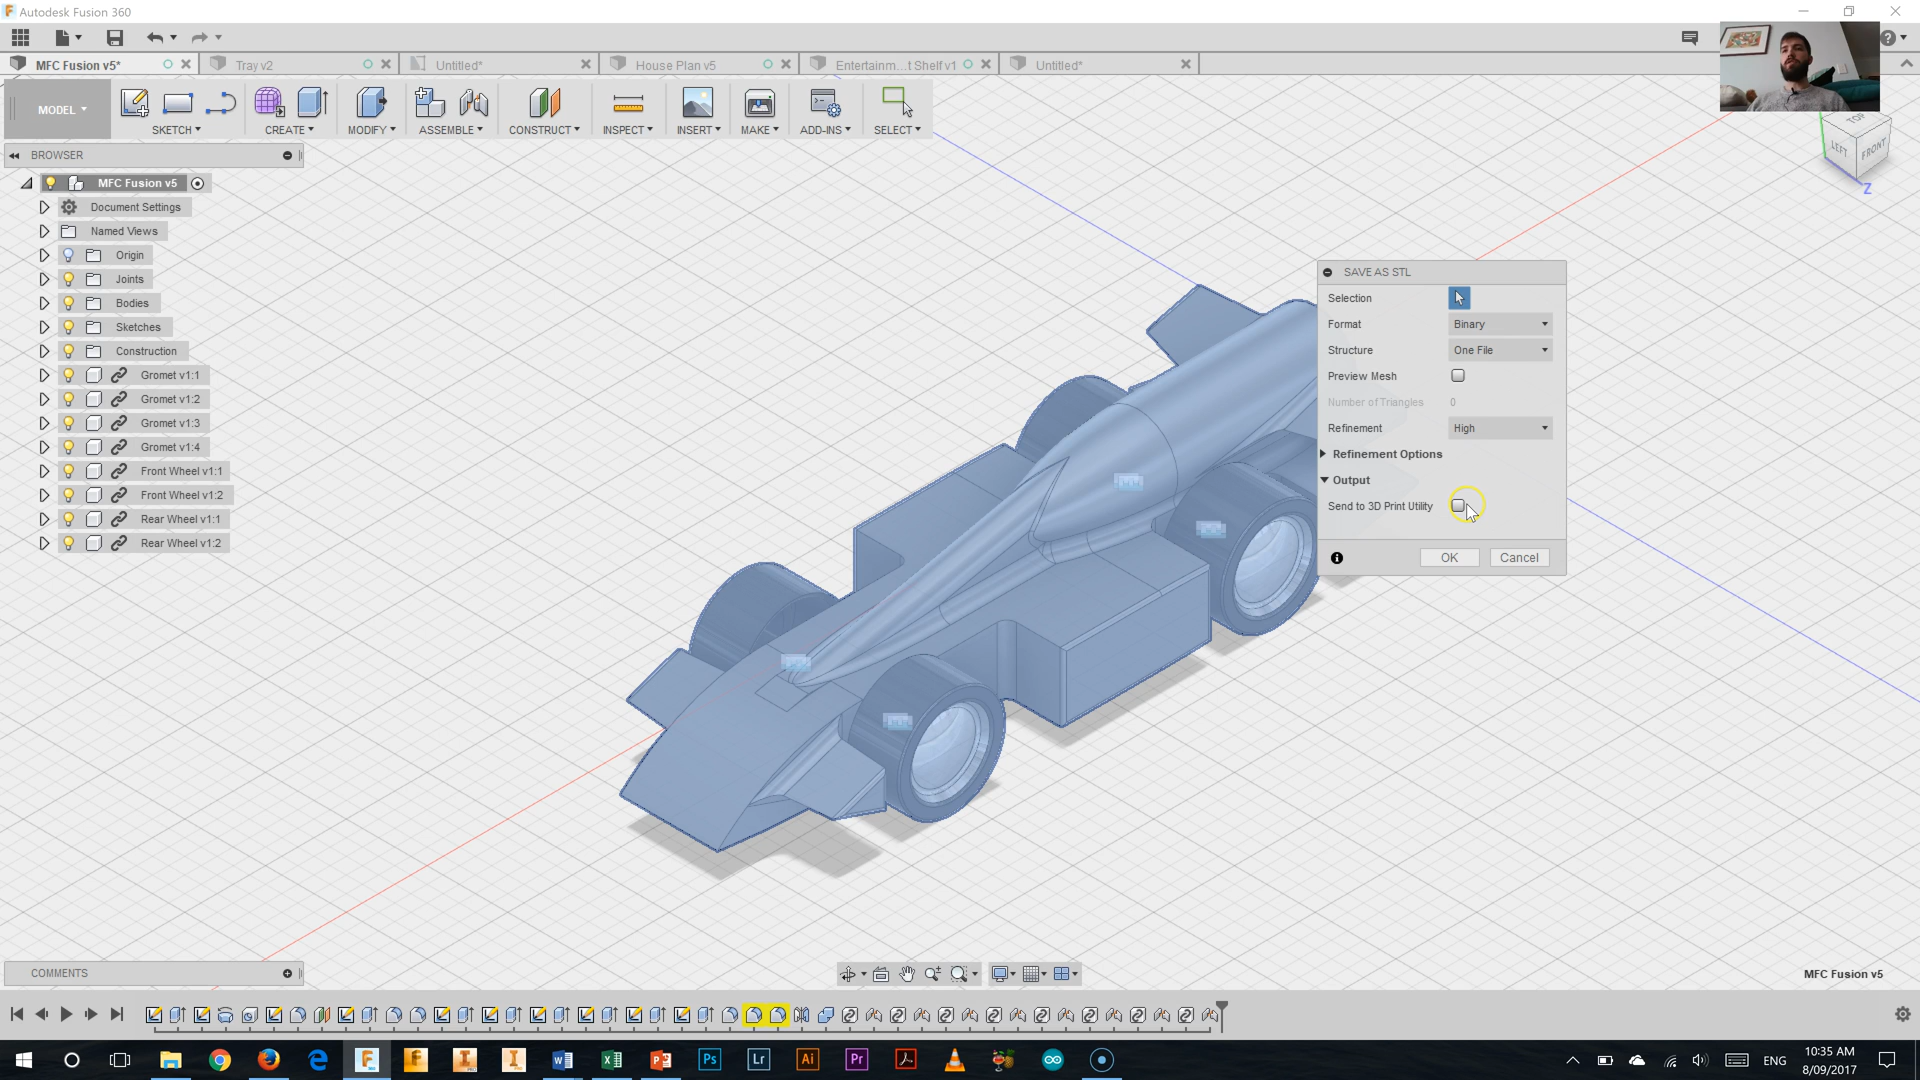 Autodesk Fusion 360
MFC Fusion v5*
Tray v2
Untitled*
House Plan v5
Entertainm...t Shelf v1
Untitled*
MODEL
SKETCH
CREATE
MODIFY
ASSEMBLE
CONSTRUCT
INSPECT
INSERT
MAKE
ADD-INS
SELECT
TOP
LEFT
FRONT
Z
BROWSER
MFC Fusion v5
Document Settings
Named Views
Origin
Joints
Bodies
Sketches
Construction
Gromet v1:1
Gromet v1:2
Gromet v1:3
Gromet v1:4
Front Wheel v1:1
Front Wheel v1:2
Rear Wheel v1:1
Rear Wheel v1:2
SAVE AS STL
Selection
Format Binary
Structure One File
Preview Mesh
Number of Triangles 0
Refinement High
Refinement Options
Output
Send to 3D Print Utility
OK Cancel
COMMENTS
MFC Fusion v5
Ps
Lr
Ai
Pr
ENG
10:35 AM
8/09/2017